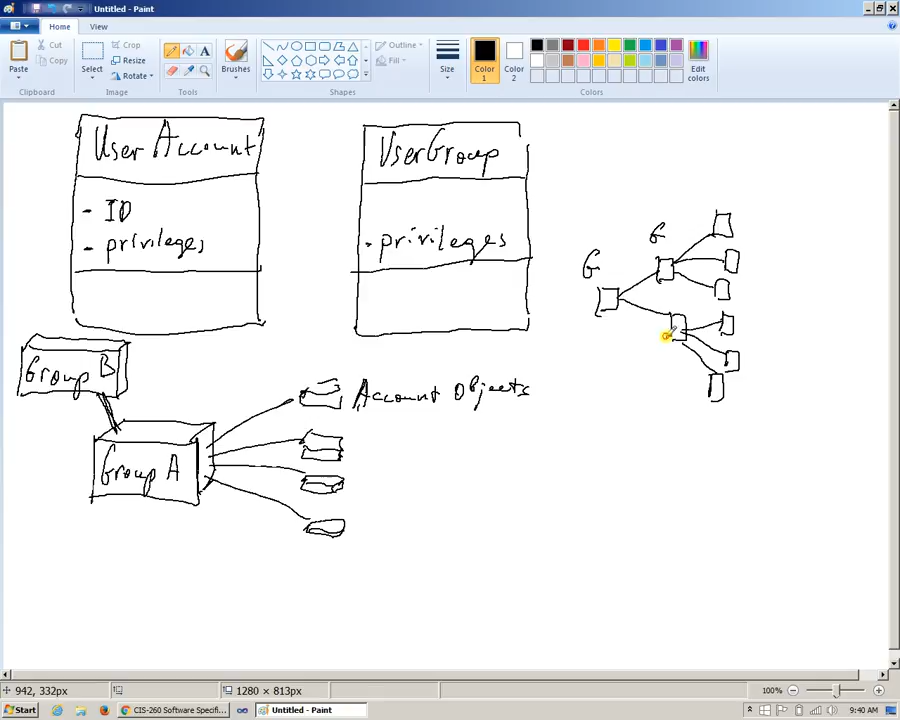 Untitled - Paint
Home
View
Paste
Cut
Copy
Clipboard
Select
Crop
Resize
Rotate
Image
Tools
Brushes
Shapes
Outline
Fill
Size
Color 1
Color 2
Edit colors
Colors
User Account
- ID
- privileges
UserGroup
- privileges
G
G
Group B
Group A
Account Objects
942, 332px
1280 × 813px
100%
Start
CIS-260 Software Specifi...
Untitled - Paint
9:40 AM